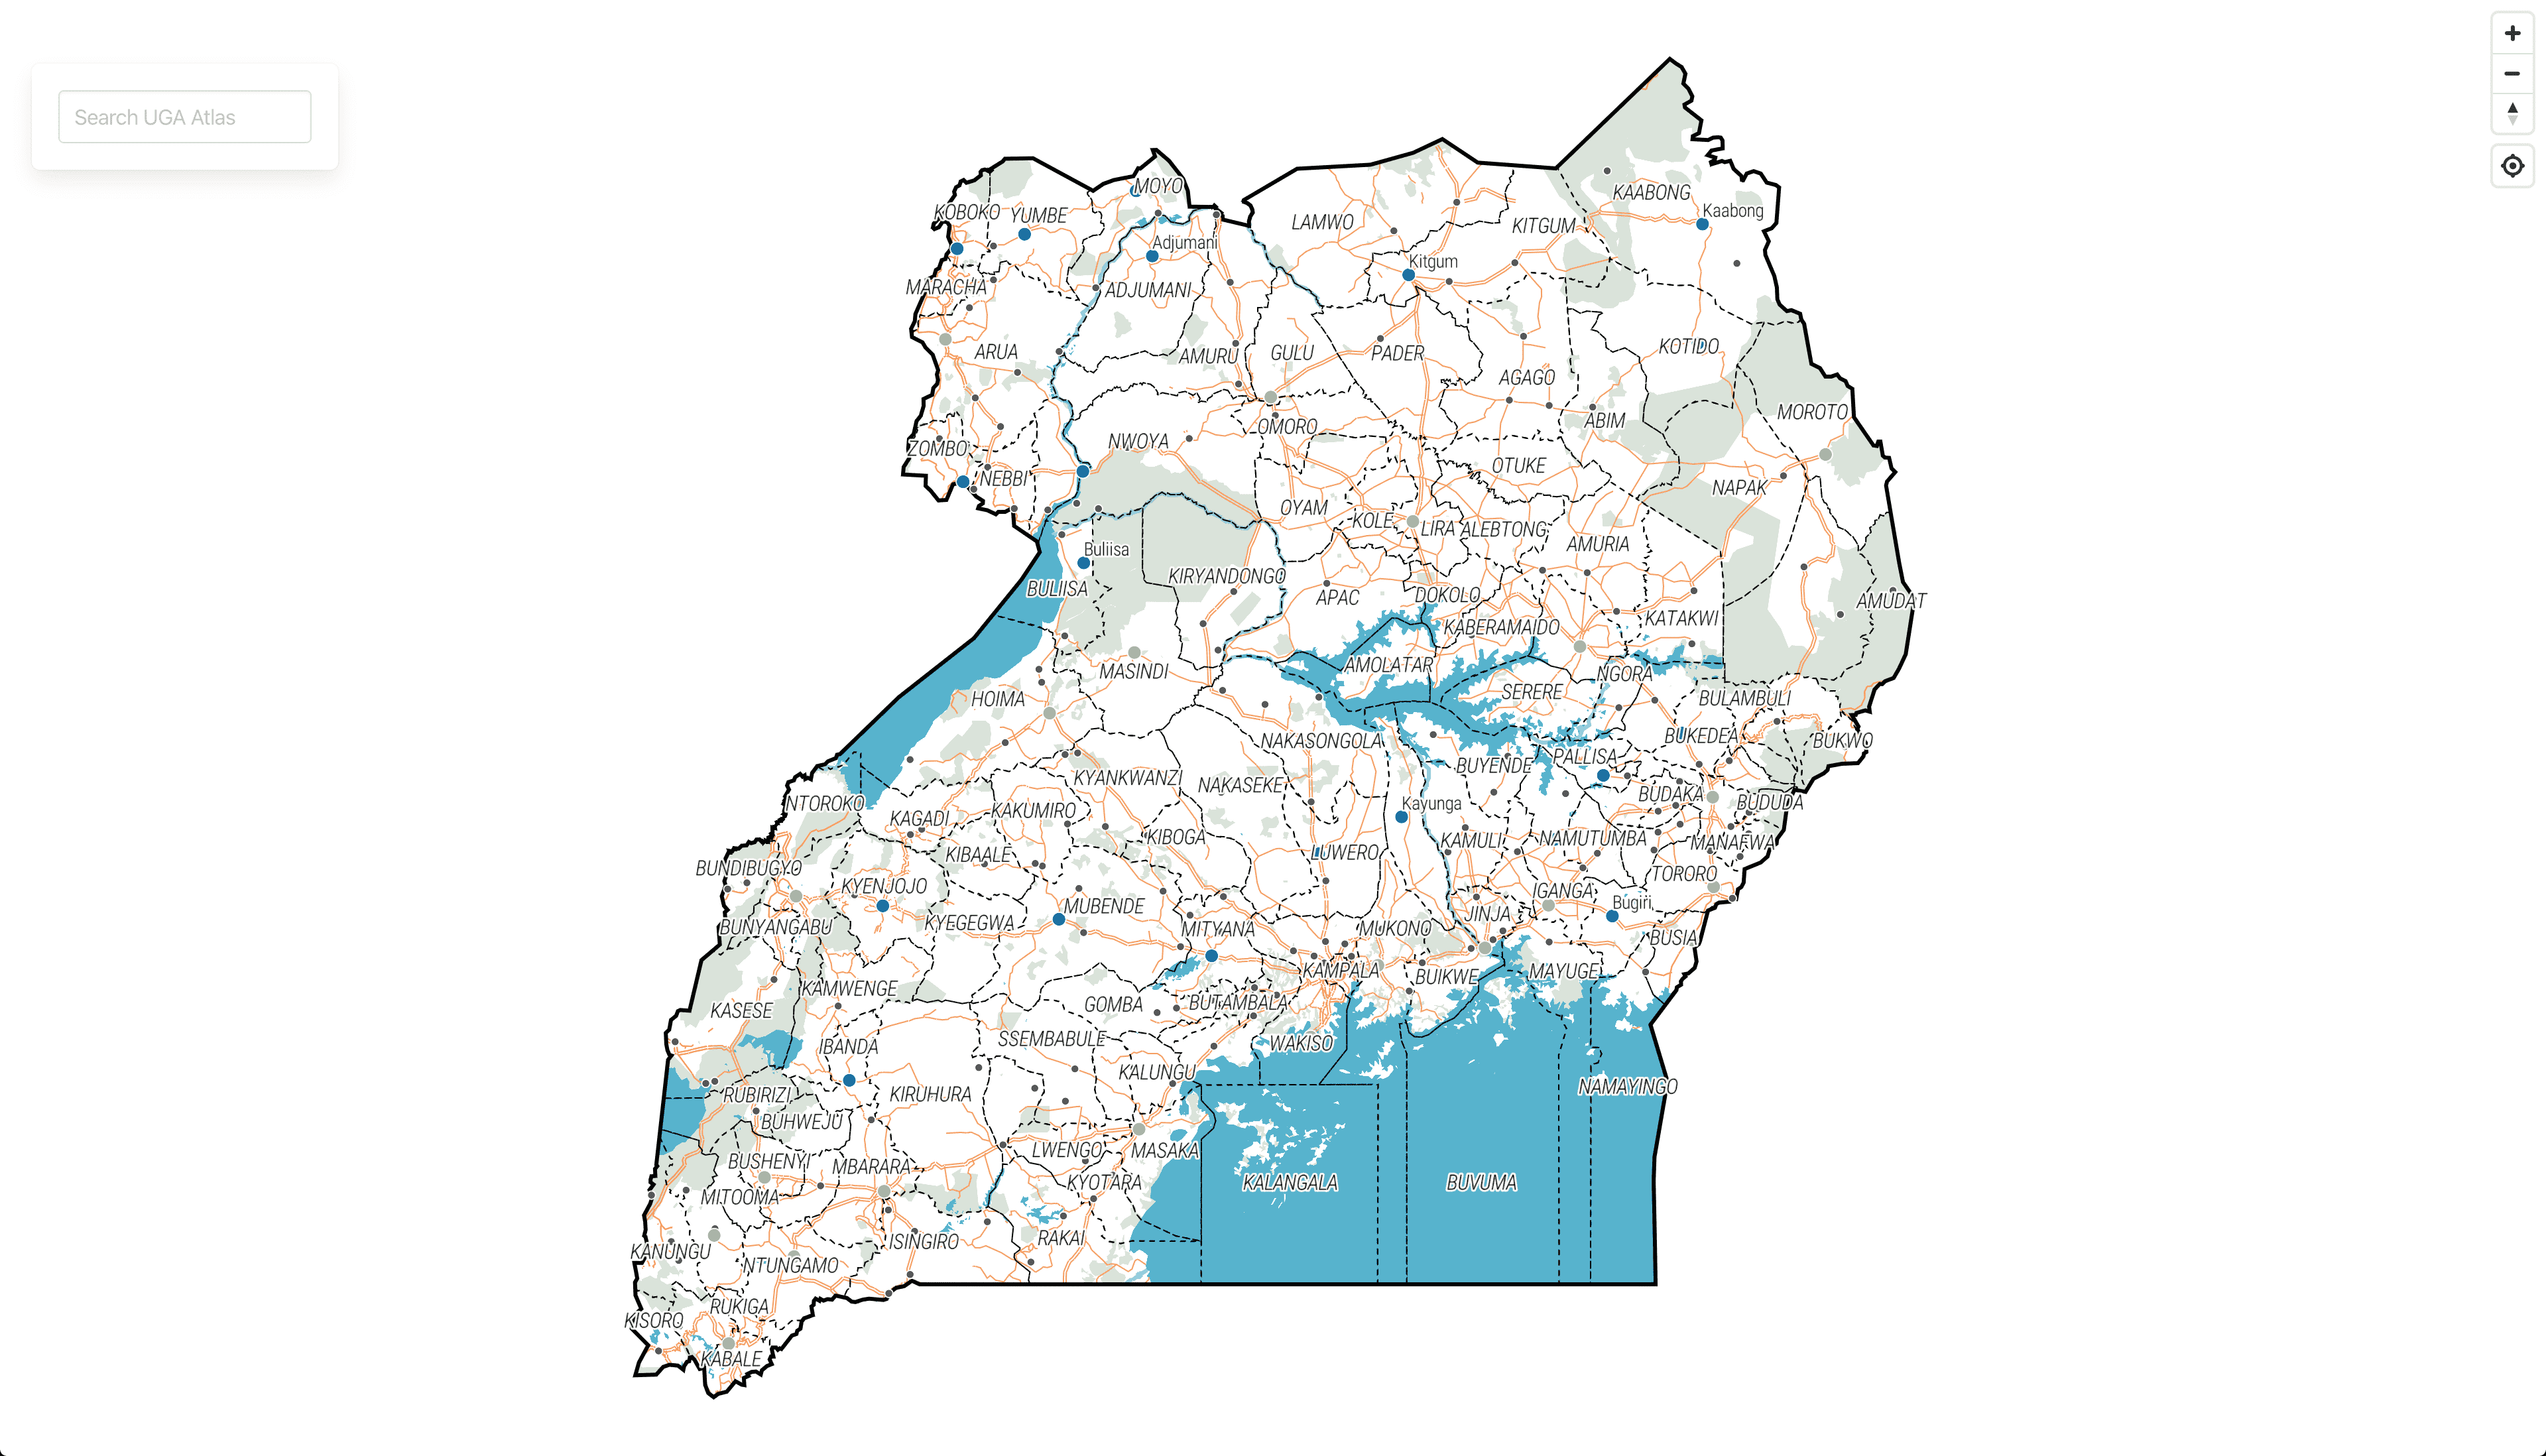 Search UGA Atlas
MOYO
KOBOKO
YUMBE
KAABONG
Kaabong
LAMWO
KITGUM
Adjumani
Kitgum
MARACHA
ADJUMANI
ARUA
AMURU
GULU
PADER
KOTIDO
AGAGO
ABIM
MOROTO
OMORO
ZOMBO
NWOYA
NEBBI
OTUKE
NAPAK
OYAM
KOLE
LIRA
ALEBTONG
AMURIA
Buliisa
BULIISA
KIRYANDONGO
APAC
DOKOLO
AMUDAT
KABERAMAIDO
KATAKWI
MASINDI
AMOLATAR
NGORA
HOIMA
SERERE
BULAMBULI
NAKASONGOLA
BUKEDEA
BUKWO
BUYENDE
PALLISA
KYANKWANZI
NAKASEKE
NTOROKO
KAGADI
KAKUMIRO
Kayunga
BUDAKA
BUDUDA
KIBOGA
KAMULI
NAMUTUMBA
MANAFWA
KIBAALE
LUWERO
BUNDIBUGYO
KYENJOJO
TORORO
IGANGA
Bugiri
KYEGEGWA
MUBENDE
JINJA
BUNYANGABU
MITYANA
MUKONO
BUSIA
KAMPALA
BUIKWE
MAYUGE
KAMWENGE
KASESE
GOMBA
BUTAMBALA
IBANDA
SSEMBABULE
WAKISO
KALUNGU
NAMAYINGO
RUBIRIZI
KIRUHURA
BUHWEJU
LWENGO
MASAKA
BUSHENYI
MBARARA
KYOTARA
KALANGALA
BUVUMA
MITOOMA
RAKAI
ISINGIRO
KANUNGU
NTUNGAMO
RUKIGA
KISORO
KABALE